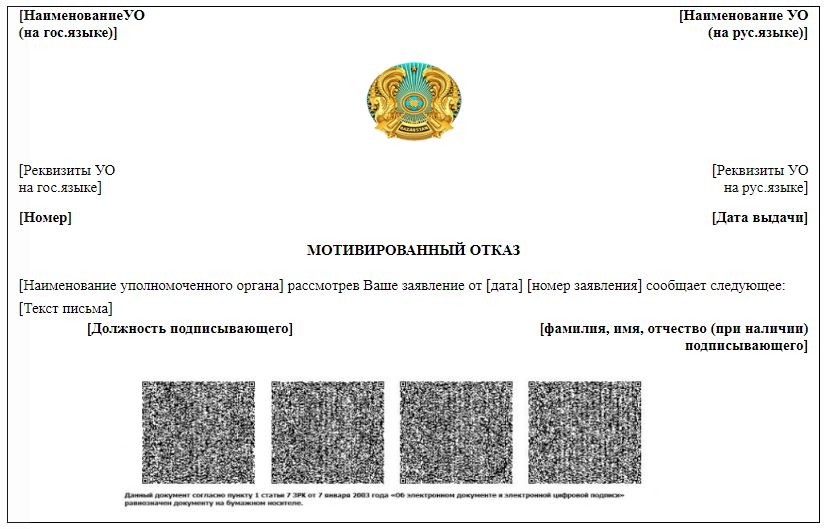 [НаименованиеУО
(на гос.языке)]
[Наименование УО
(на рус.языке)]
KAZAKSTAN
[Реквизиты УО
на гос.языке]
[Реквизиты УО
на рус.языке]
[Номер]
[Дата выдачи]
МОТИВИРОВАННЫЙ ОТКАЗ
[Наименование уполномоченного органа] рассмотрев Ваше заявление от [дата] [номер заявления] сообщает следующее:
[Текст письма]
[Должность подписывающего]
[фамилия, имя, отчество (при наличии)
подписывающего]
Данный документ согласно пункту 1 статьи 7 ЗРК от 7 января 2003 года «Об электронном документе и электронной цифровой подписи»
равнозначен документу на бумажном носителе.